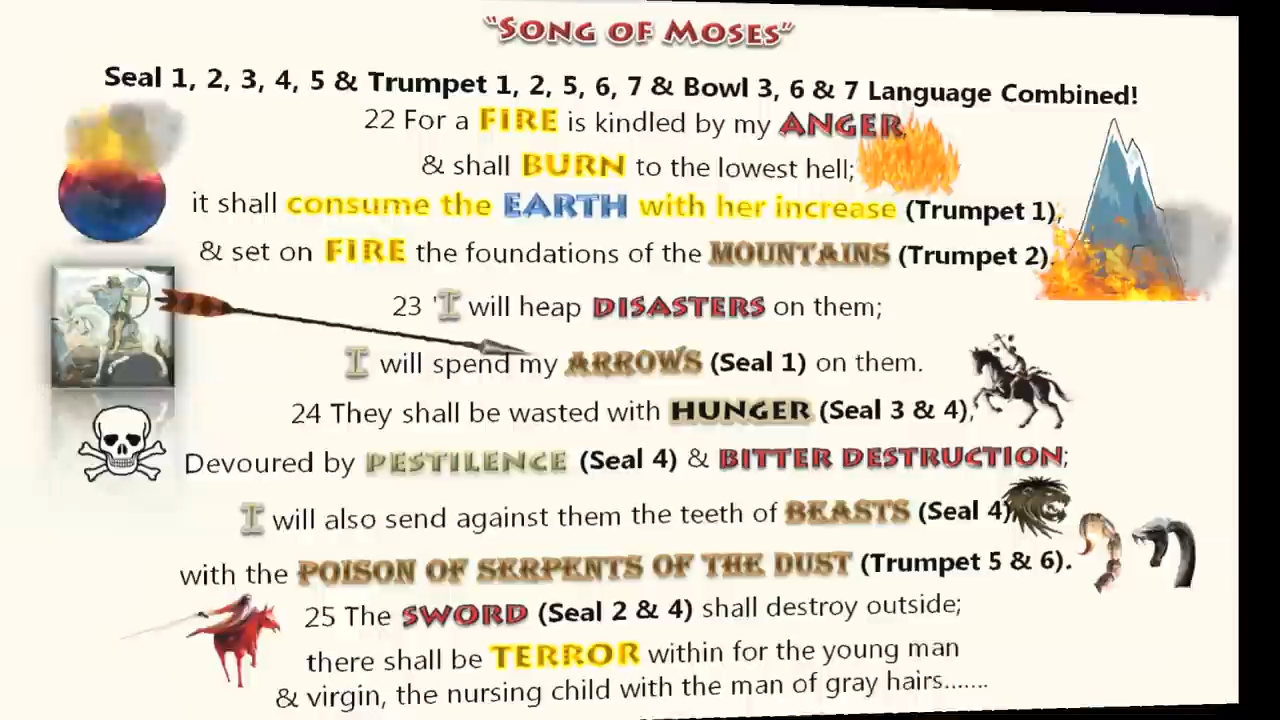 "SONG OF MOSES"
Seal 1, 2, 3, 4, 5 & Trumpet 1, 2, 5, 6, 7 & Bowl 3, 6 & 7 Language Combined!
22 For a FIRE is kindled by my ANGER,
& shall BURN to the lowest hell;
it shall consume the EARTH with her increase (Trumpet 1),
& set on FIRE the foundations of the MOUNTAINS (Trumpet 2).
23 'I will heap DISASTERS on them;
I will spend my ARROWS (Seal 1) on them.
24 They shall be wasted with HUNGER (Seal 3 & 4),
Devoured by PESTILENCE (Seal 4) & BITTER DESTRUCTION;
I will also send against them the teeth of BEASTS (Seal 4)
with the POISON OF SERPENTS OF THE DUST (Trumpet 5 & 6).
25 The SWORD (Seal 2 & 4) shall destroy outside;
there shall be TERROR within for the young man
& virgin, the nursing child with the man of gray hairs.......